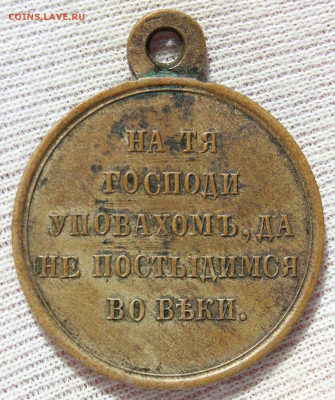 COINS.LAVE.RU
НА ТЯ
ГОСПОДИ
УПОВАХОМЪ, ДА
НЕ ПОСТЫДИМСЯ
ВО ВѢКИ.